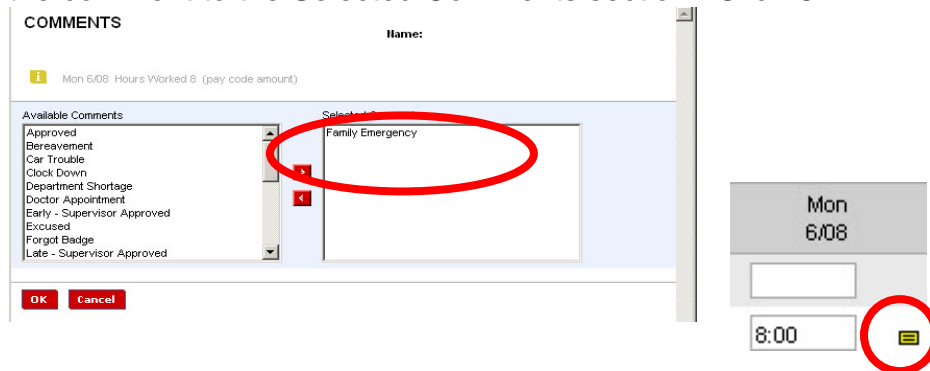 COMMENTS
Name:
Mon 6/08 Hours Worked 8 (pay code amount)
Available Comments
Selected
Approved
Bereavement
Car Trouble
Clock Down
Department Shortage
Doctor Appointment
Early - Supervisor Approved
Excused
Forgot Badge
Late - Supervisor Approved
Family Emergency
OK Cancel
Mon
6/08
8:00